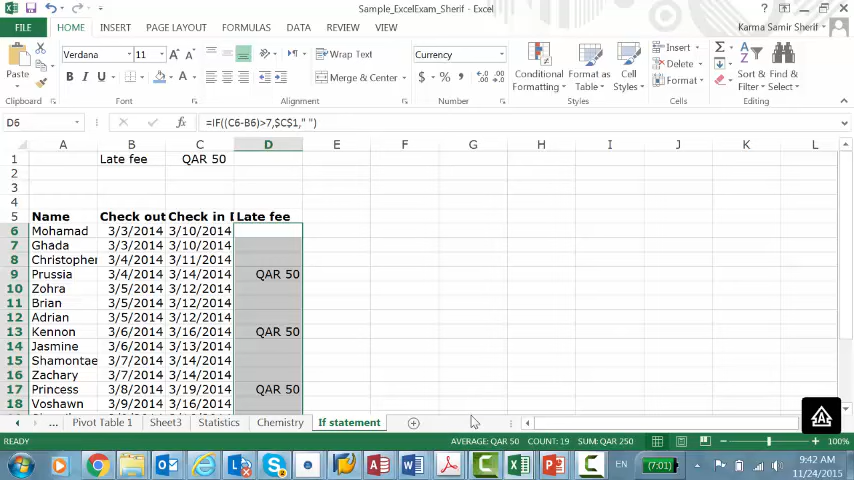 Sample_ExcelExam_Sherif - Excel
FILE HOME INSERT PAGE LAYOUT FORMULAS DATA REVIEW VIEW Karma Samir Sherif
Paste
Verdana 11
B I U
Wrap Text
Merge & Center
Currency
$ %
Conditional Formatting
Format as Table
Cell Styles
Insert
Delete
Format
Sort & Filter
Find & Select
Clipboard Font Alignment Number Styles Cells Editing
D6 fx =IF((C6-B6)>7,$C$1," ")
A B C D E F G H I J K L
1 Late fee QAR 50
2
3
4
5 Name Check out Check in Late fee
6 Mohamad 3/3/2014 3/10/2014
7 Ghada 3/3/2014 3/10/2014
8 Christopher 3/4/2014 3/11/2014
9 Prussia 3/4/2014 3/14/2014 QAR 50
10 Zohra 3/5/2014 3/12/2014
11 Brian 3/5/2014 3/12/2014
12 Adrian 3/5/2014 3/12/2014
13 Kennon 3/6/2014 3/16/2014 QAR 50
14 Jasmine 3/6/2014 3/13/2014
15 Shamontae 3/7/2014 3/14/2014
16 Zachary 3/7/2014 3/14/2014
17 Princess 3/8/2014 3/19/2014 QAR 50
18 Voshawn 3/9/2014 3/16/2014
... Pivot Table 1 Sheet3 Statistics Chemistry If statement
READY AVERAGE: QAR 50 COUNT: 19 SUM: QAR 250 100%
EN (7:01) 9:42 AM
11/24/2015